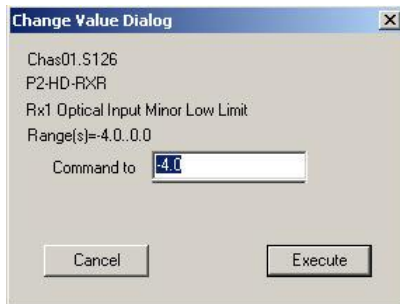 Change Value Dialog
Chas01.S126
P2-HD-RXR
Rx1 Optical Input Minor Low Limit
Range(s)=-4.0..0.0
Command to -4.0
Cancel Execute